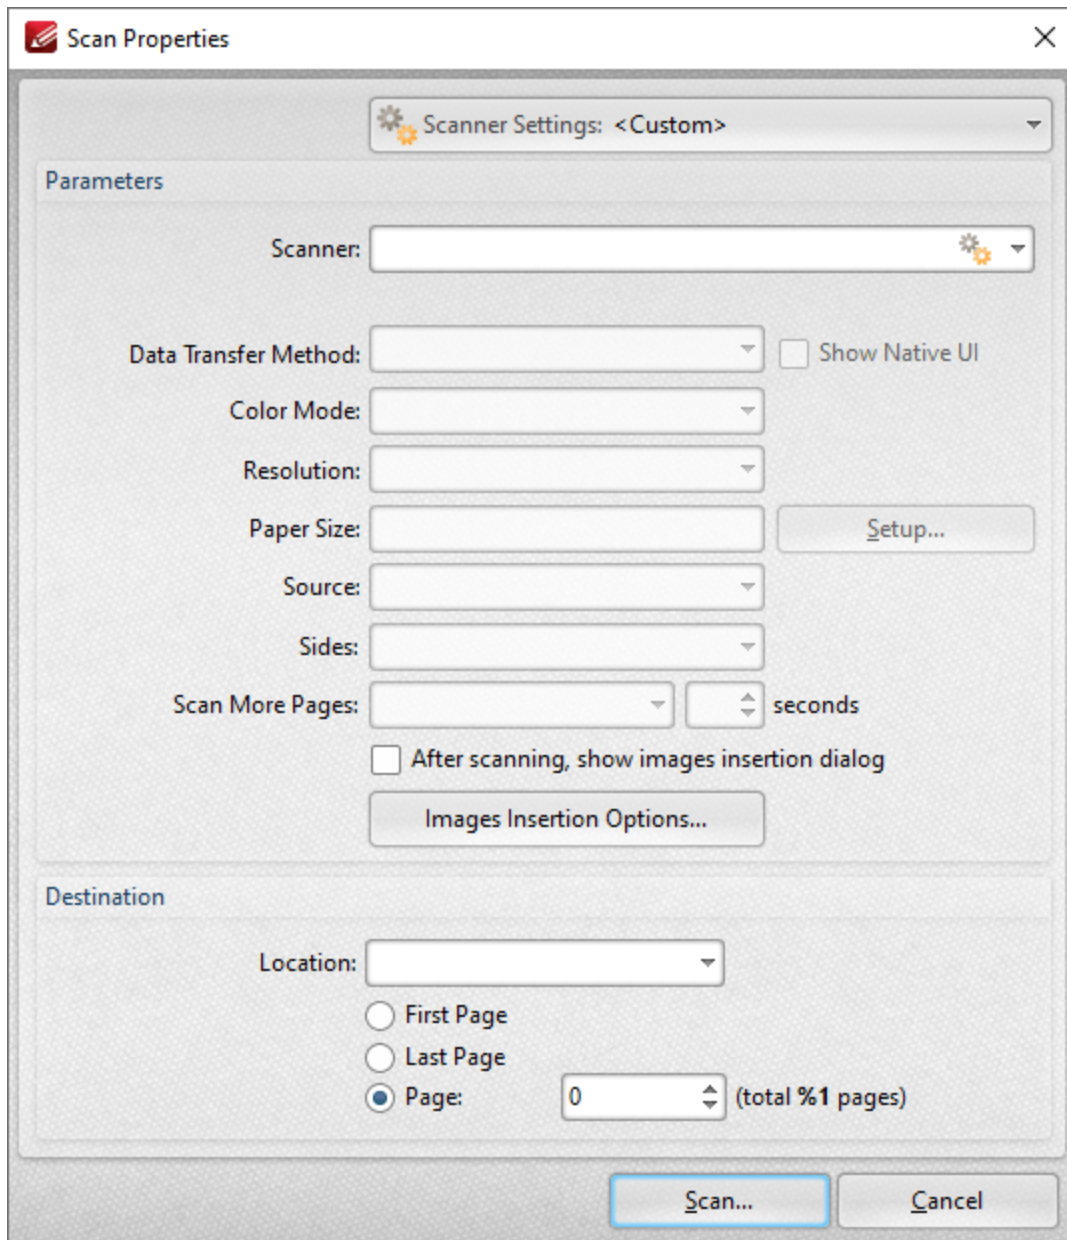 Scan Properties
Scanner Settings: <Custom>
Parameters
Scanner:
Data Transfer Method:
Show Native UI
Color Mode:
Resolution:
Paper Size:
Setup...
Source:
Sides:
Scan More Pages:
seconds
After scanning, show images insertion dialog
Images Insertion Options...
Destination
Location:
First Page
Last Page
Page: 0 (total %1 pages)
Scan... Cancel